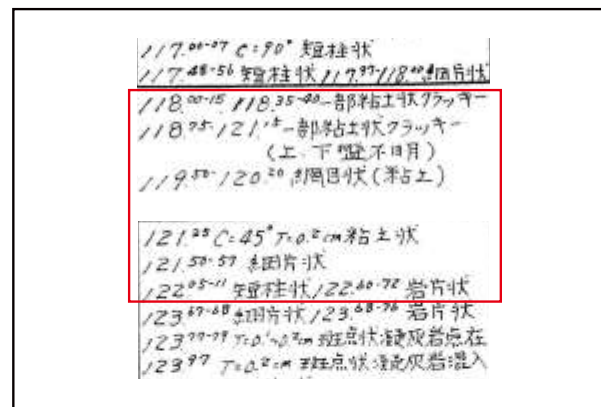 117.00-07 C=90° 短柱状
117.48-56 短柱状 117.97-118.00 細片状
118.00-15, 118.35-40 一部粘土状クラッキー
118.75-121.15 一部粘土状クラッキー
(上、下盤不明)
119.50-120.20 網目状(粘土)
121.25 C=45° T=0.2cm 粘土状
121.50-57 細片状
122.05-11 短柱状 122.60-72 岩片状
123.67-68 細片状 123.68-76 岩片状
123.77-79 T=0.1~0.2cm 斑点状凝灰岩点在
123.97 T=0.2cm 斑点状凝灰岩混入